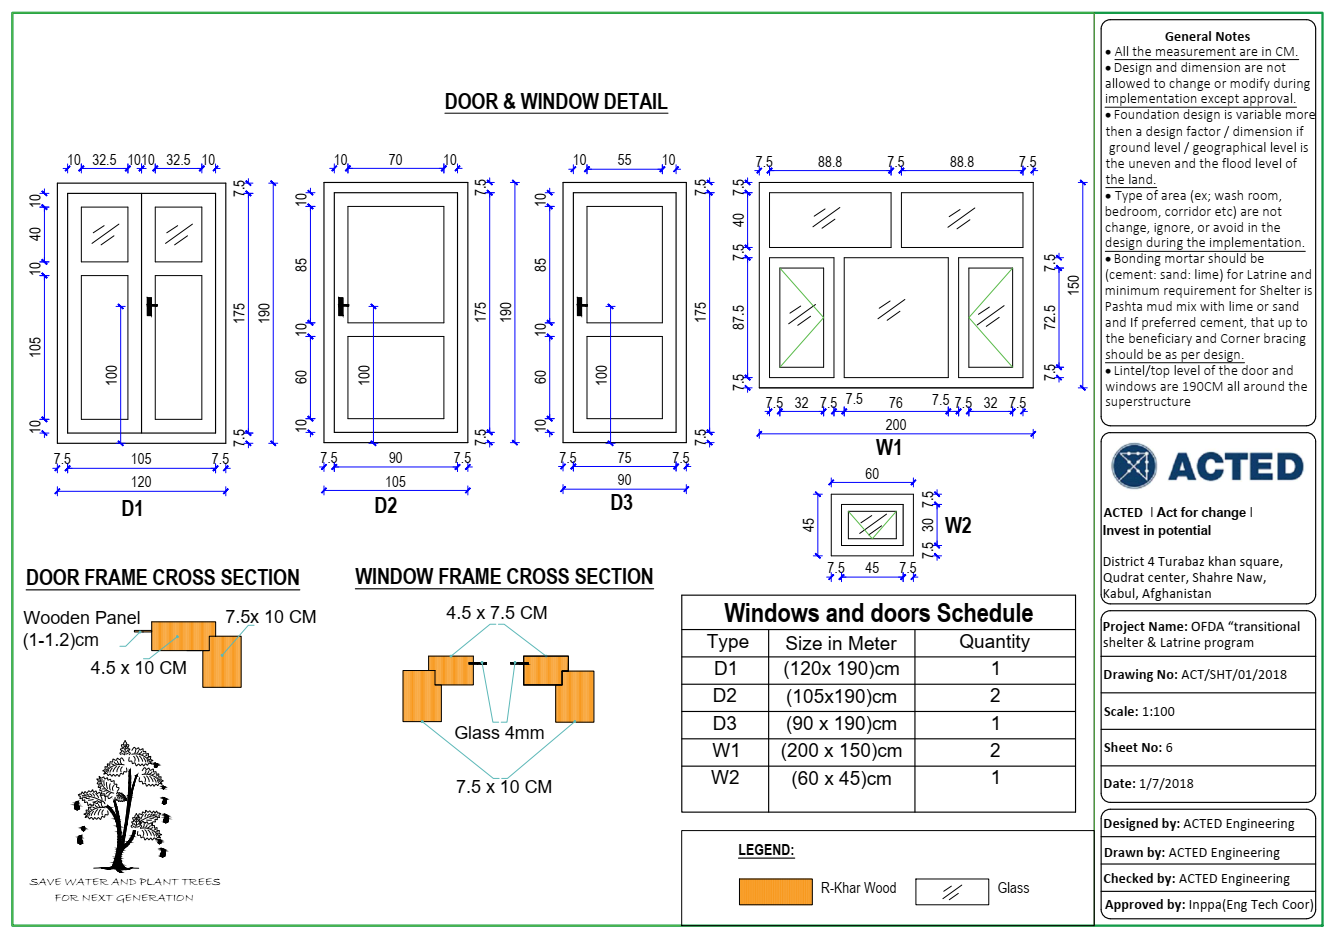 DOOR & WINDOW DETAIL
10 32.5 10 10 32.5 10
7.5
10
40
10
105
10
100
175
190
7.5
7.5 105 7.5
120
D1
10 70 10
7.5
10
85
10
60
10
100
175
190
7.5
7.5 90 7.5
105
D2
10 55 10
10
85
10
60
10
100
175
7.5 75 7.5
90
D3
7.5 88.8 7.5 88.8 7.5
7.5
40
7.5
87.5
7.5
7.5
72.5
7.5
150
7.5 32 7.5 7.5 76 7.5 7.5 32 7.5
200
W1
60
45
7.5
30
7.5
W2
7.5 45 7.5
DOOR FRAME CROSS SECTION
Wooden Panel
(1-1.2)cm
7.5x 10 CM
4.5 x 10 CM
WINDOW FRAME CROSS SECTION
4.5 x 7.5 CM
Glass 4mm
7.5 x 10 CM
Windows and doors Schedule
Type Size in Meter Quantity
D1 (120x 190)cm 1
D2 (105x190)cm 2
D3 (90 x 190)cm 1
W1 (200 x 150)cm 2
W2 (60 x 45)cm 1
LEGEND:
R-Khar Wood Glass
SAVE WATER AND PLANT TREES
FOR NEXT GENERATION
General Notes
• All the measurement are in CM.
• Design and dimension are not
allowed to change or modify during
implementation except approval.
• Foundation design is variable more
then a design factor / dimension if
ground level / geographical level is
the uneven and the flood level of
the land.
• Type of area (ex; wash room,
bedroom, corridor etc) are not
change, ignore, or avoid in the
design during the implementation.
• Bonding mortar should be
(cement: sand: lime) for Latrine and
minimum requirement for Shelter is
Pashta mud mix with lime or sand
and If preferred cement, that up to
the beneficiary and Corner bracing
should be as per design.
• Lintel/top level of the door and
windows are 190CM all around the
superstructure
ACTED
ACTED | Act for change |
Invest in potential
District 4 Turabaz khan square,
Qudrat center, Shahre Naw,
Kabul, Afghanistan
Project Name: OFDA “transitional
shelter & Latrine program
Drawing No: ACT/SHT/01/2018
Scale: 1:100
Sheet No: 6
Date: 1/7/2018
Designed by: ACTED Engineering
Drawn by: ACTED Engineering
Checked by: ACTED Engineering
Approved by: Inppa(Eng Tech Coor)